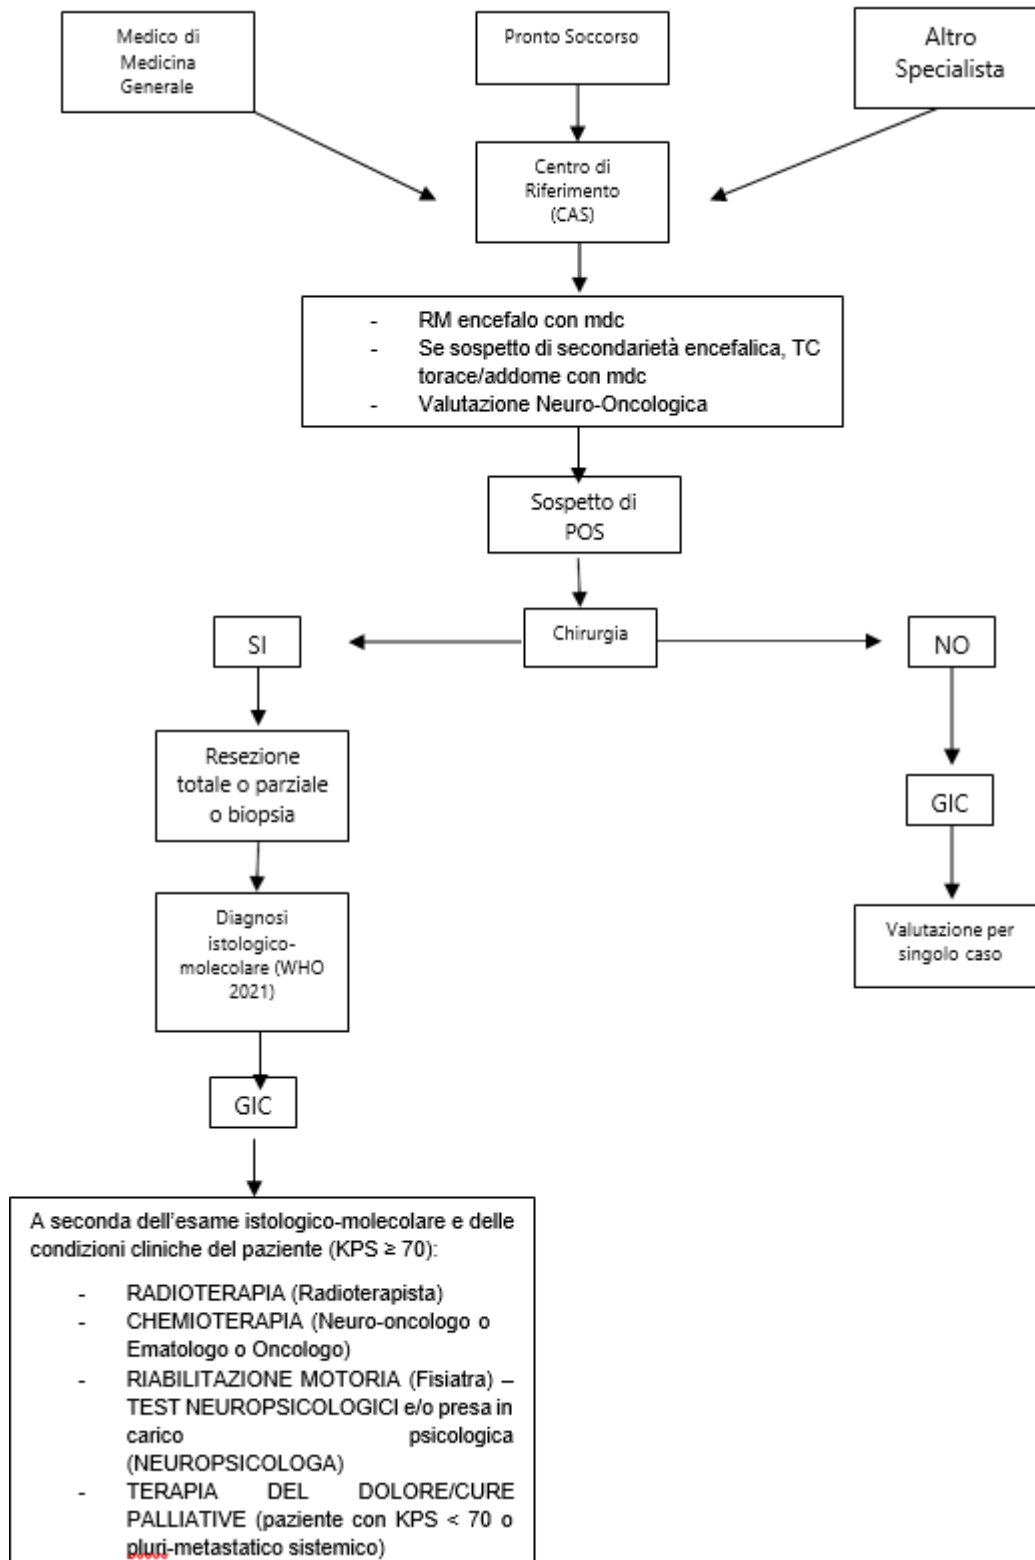 Medico di
Medicina
Generale
Pronto Soccorso
Altro
Specialista
Centro di
Riferimento
(CAS)
- RM encefalo con mdc
- Se sospetto di secondarietà encefalica, TC
torace/addome con mdc
- Valutazione Neuro-Oncologica
Sospetto di
POS
Chirurgia
SI
NO
Resezione
totale o parziale
o biopsia
GIC
Diagnosi
istologico-
molecolare (WHO
2021)
Valutazione per
singolo caso
GIC
A seconda dell'esame istologico-molecolare e delle
condizioni cliniche del paziente (KPS ≥ 70):
- RADIOTERAPIA (Radioterapista)
- CHEMIOTERAPIA (Neuro-oncologo o
Ematologo o Oncologo)
- RIABILITAZIONE MOTORIA (Fisiatra) –
TEST NEUROPSICOLOGICI e/o presa in
carico psicologica
(NEUROPSICOLOGA)
- TERAPIA DEL DOLORE/CURE
PALLIATIVE (paziente con KPS < 70 o
pluri-metastatico sistemico)